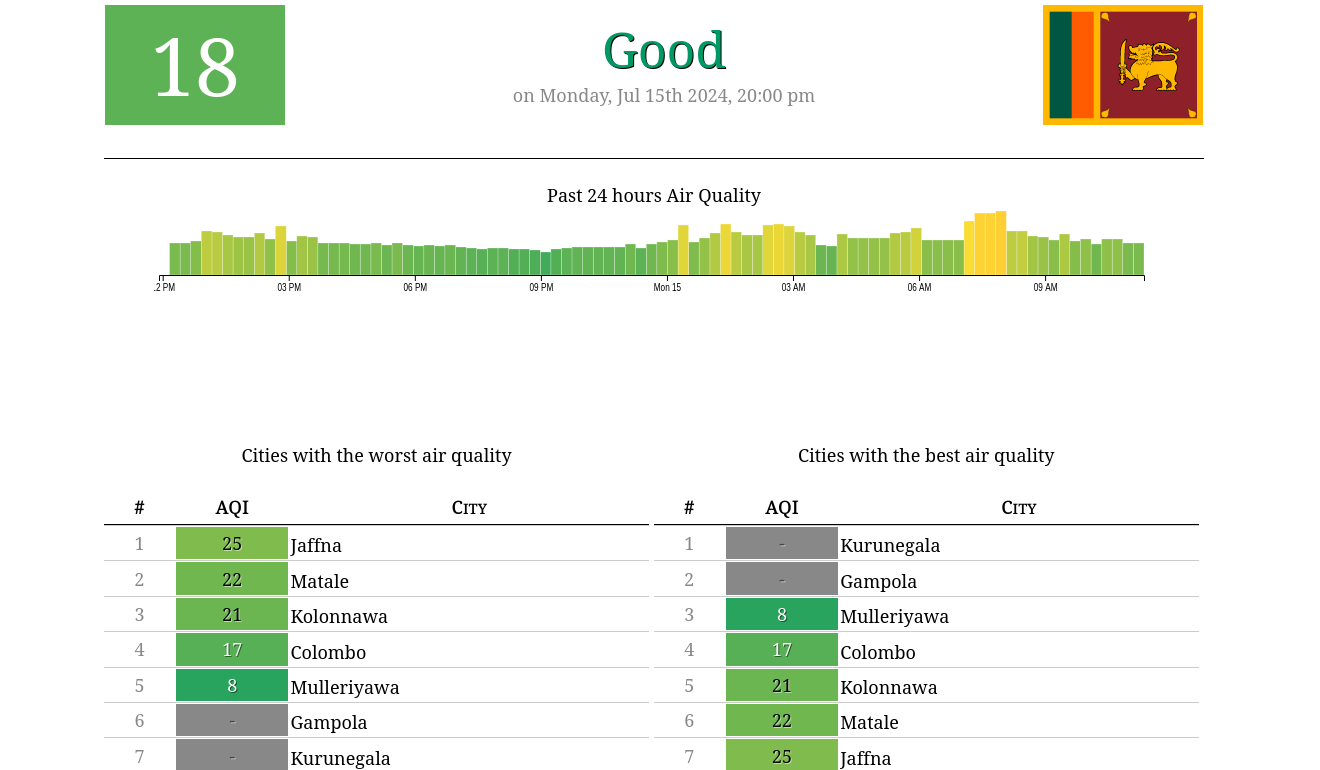 18
Good
on Monday, Jul 15th 2024, 20:00 pm
Past 24 hours Air Quality
.2 PM 03 PM 06 PM 09 PM Mon 15 03 AM 06 AM 09 AM
Cities with the worst air quality
# AQI City
1 25 Jaffna
2 22 Matale
3 21 Kolonnawa
4 17 Colombo
5 8 Mulleriyawa
6 - Gampola
7 - Kurunegala
Cities with the best air quality
# AQI City
1 - Kurunegala
2 - Gampola
3 8 Mulleriyawa
4 17 Colombo
5 21 Kolonnawa
6 22 Matale
7 25 Jaffna